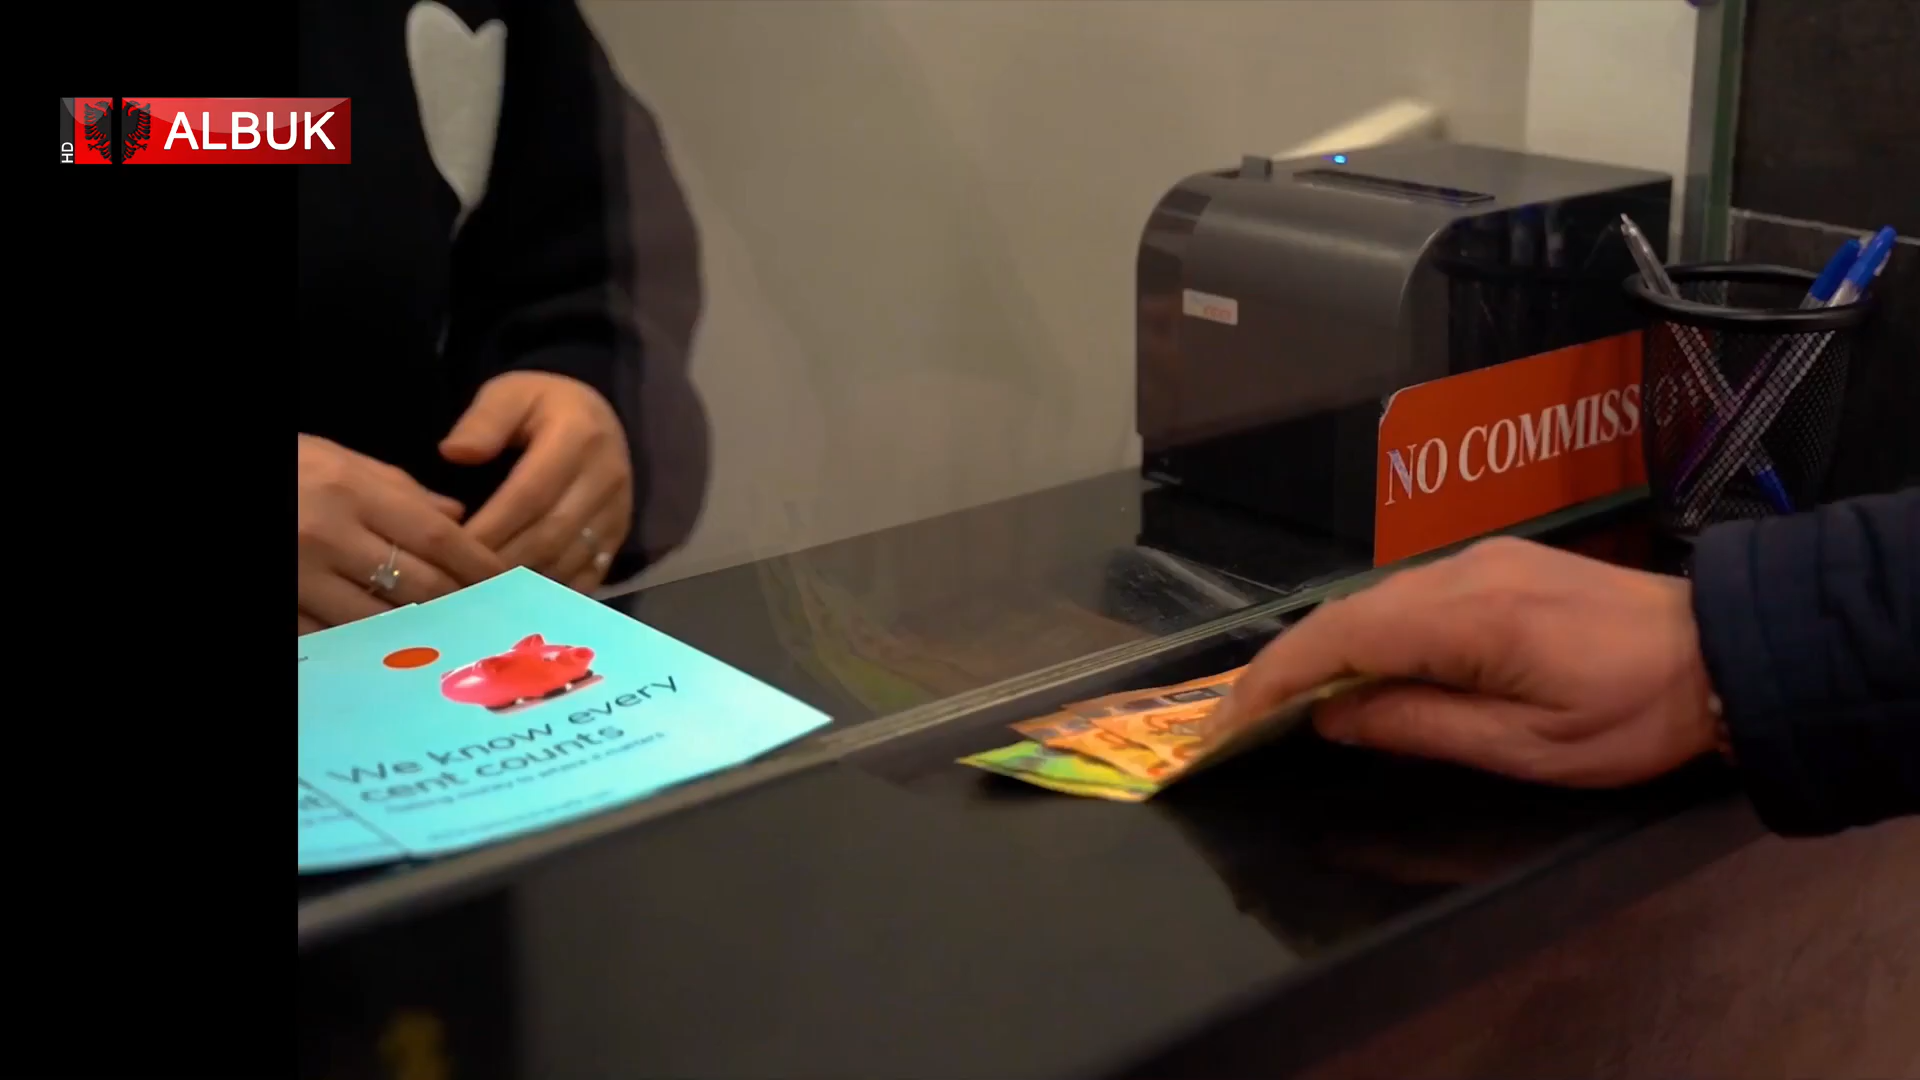 HD
ALBUK
NO COMMISS
We know every
cent counts